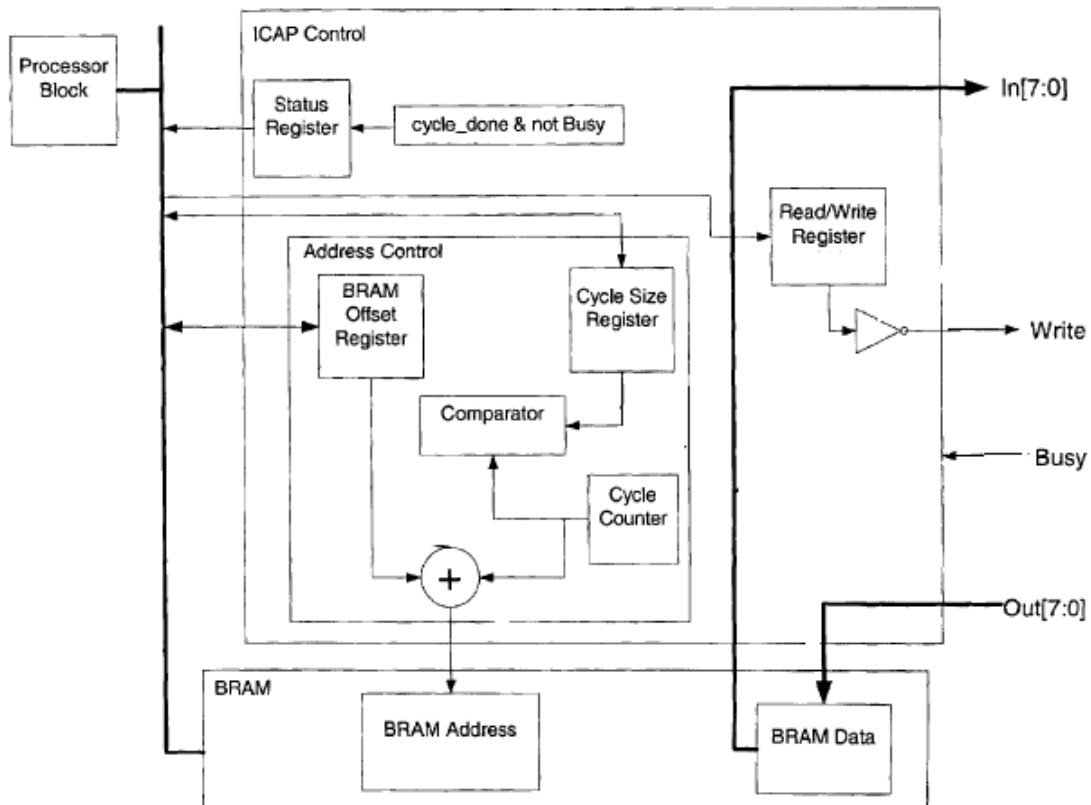 ICAP Control
Processor
Block
In[7:0]
Status
Register
cycle_done & not Busy
Read/Write
Register
Address Control
BRAM
Offset
Register
Cycle Size
Register
Write
Comparator
Busy
Cycle
Counter
+
Out[7:0]
BRAM
BRAM Address
BRAM Data